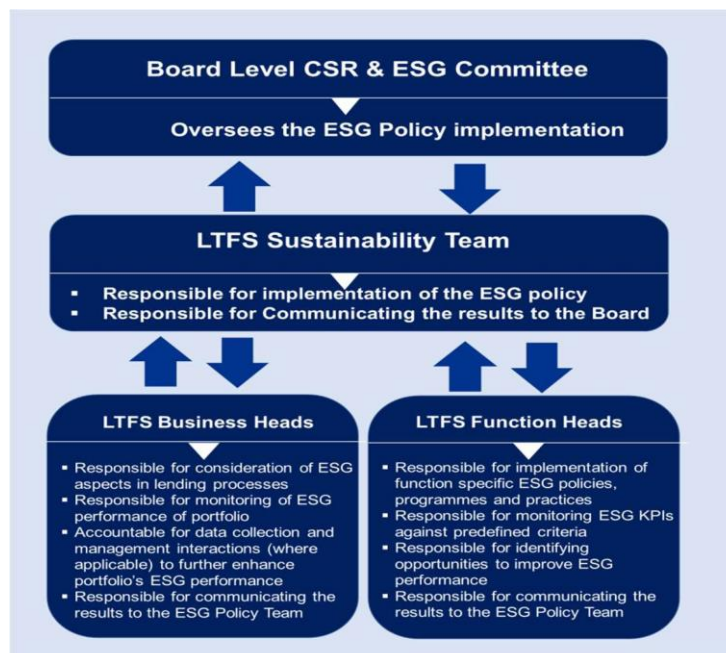 Board Level CSR & ESG Committee
Oversees the ESG Policy implementation
LTFS Sustainability Team
▪ Responsible for implementation of the ESG policy
▪ Responsible for Communicating the results to the Board
LTFS Business Heads
▪ Responsible for consideration of ESG
aspects in lending processes
▪ Responsible for monitoring of ESG
performance of portfolio
▪ Accountable for data collection and
management interactions (where
applicable) to further enhance
portfolio's ESG performance
▪ Responsible for communicating the
results to the ESG Policy Team
LTFS Function Heads
▪ Responsible for implementation of
function specific ESG policies,
programmes and practices
▪ Responsible for monitoring ESG KPIs
against predefined criteria
▪ Responsible for identifying
opportunities to improve ESG
performance
▪ Responsible for communicating the
results to the ESG Policy Team